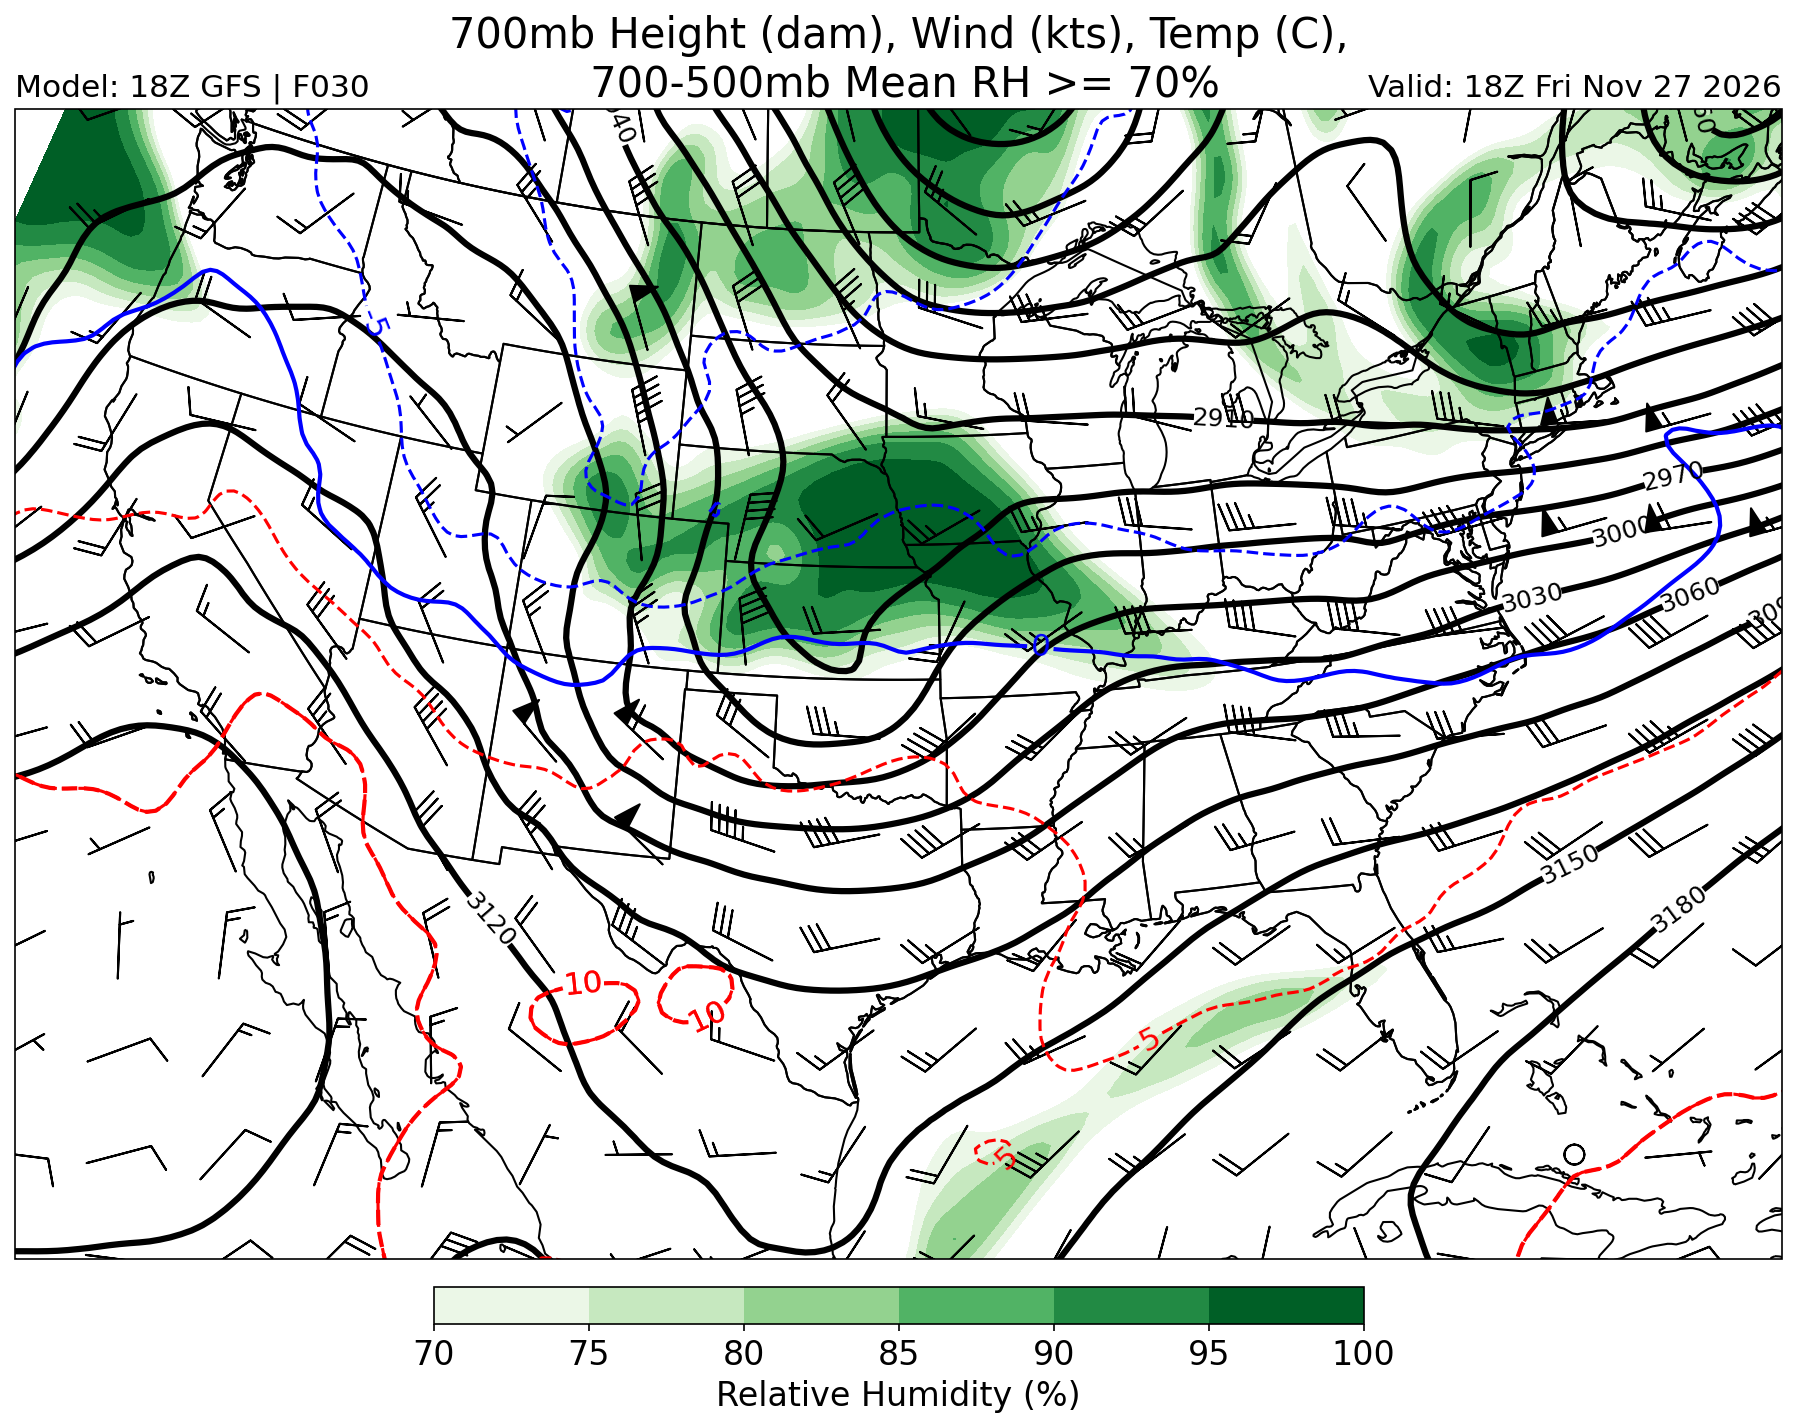 700mb Height (dam), Wind (kts), Temp (C),
Model: 18Z GFS | F030
700-500mb Mean RH >= 70%
Valid: 18Z Fri Nov 27 2026
-5
2910
2970
3000
3030
3060
0
3150
3180
3120
10
10
5
5
70 75 80 85 90 95 100
Relative Humidity (%)